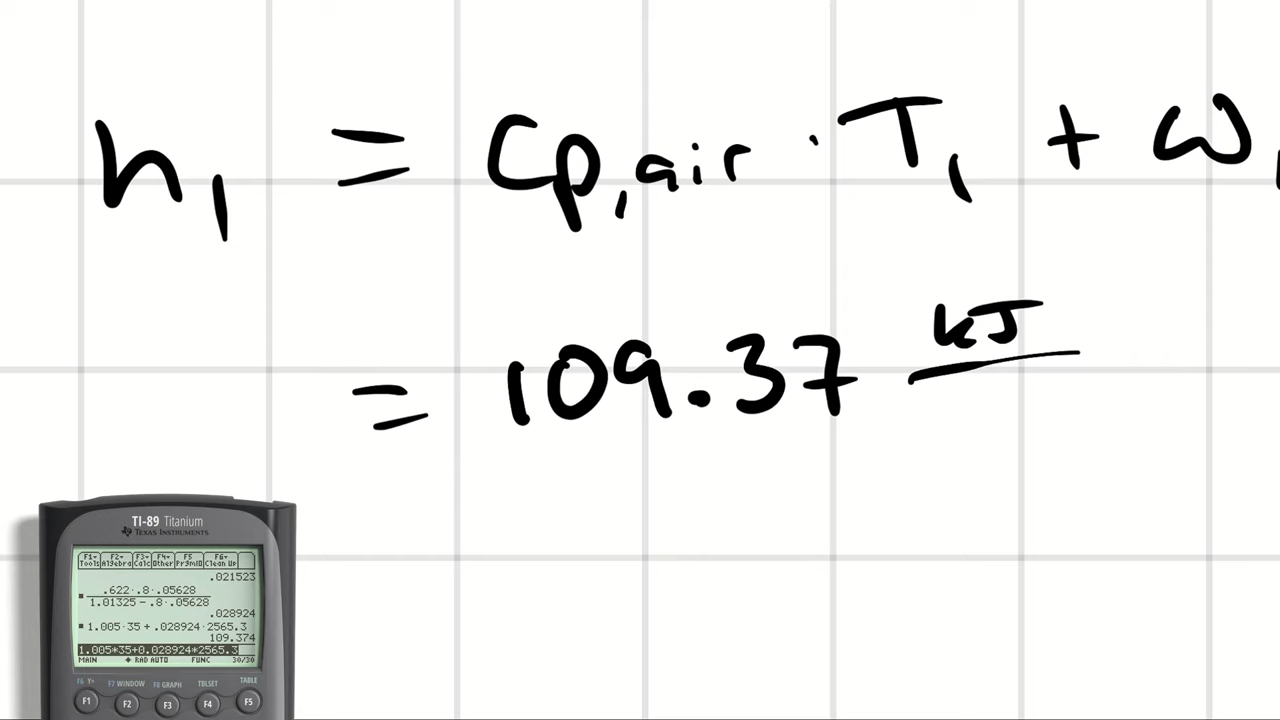 h₁ = Cp,air · T₁ + ω₁
= 109.37 kJ
TI-89 Titanium
TEXAS INSTRUMENTS
F1▾ F2▾ F3▾ F4▾ F5 F6▾
Tools Algebra Calc Other PrgmIO Clean Up
.021523
▪ .622·.8·.05628
1.01325 − .8·.05628
.028924
▪ 1.005·35 + .028924·2565.3
109.374
1.005*35+0.028924*2565.3
MAIN ◆ RAD AUTO FUNC 30/30
F6 Y= F7 WINDOW F8 GRAPH TBLSET TABLE
F1 F2 F3 F4 F5